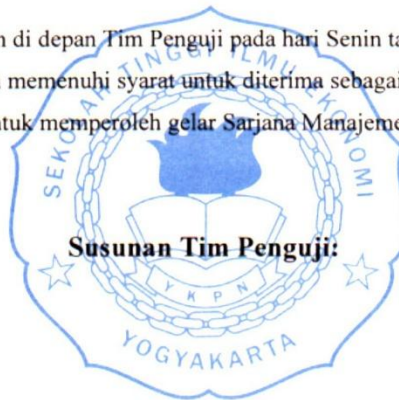 n di depan Tim Penguji pada hari Senin ta
memenuhi syarat untuk diterima sebagai
tuk memperoleh gelar Sarjana Manajeme
SEKOLAH TINGGI ILMU EKONOMI
Susunan Tim Penguji:
YKPN
YOGYAKARTA